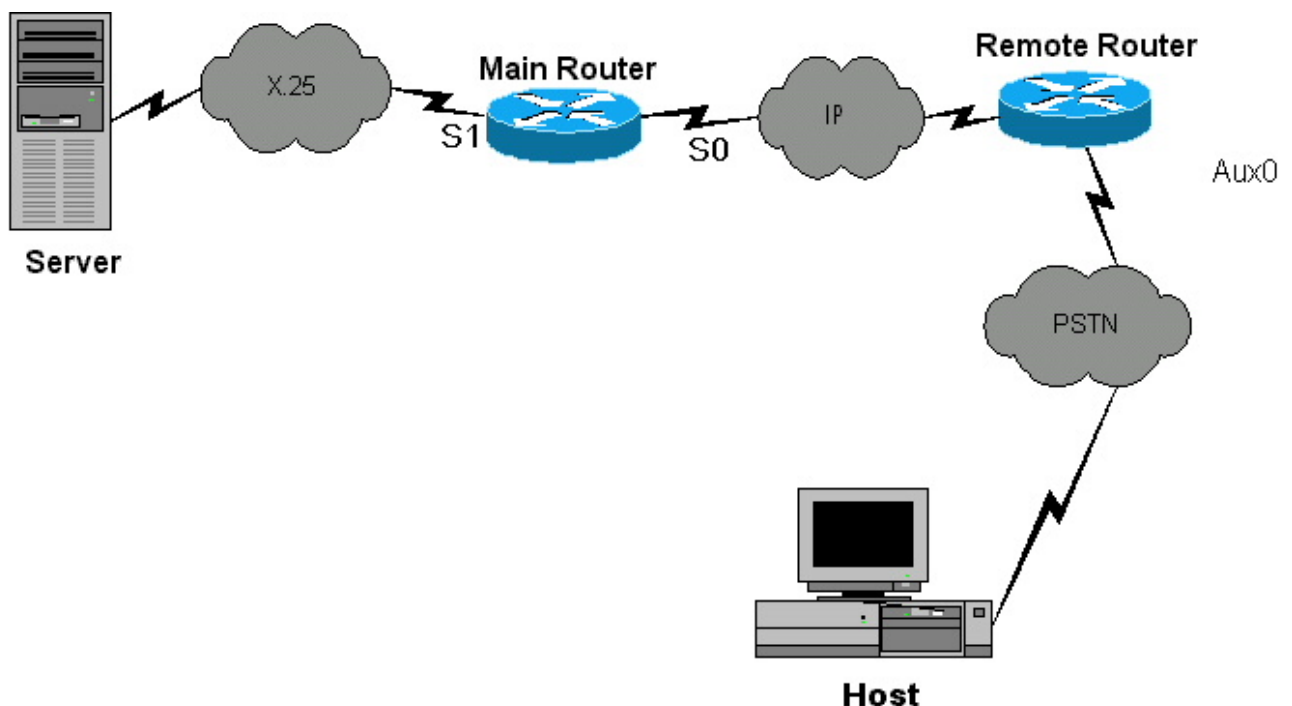 Remote Router
Main Router
X.25
IP
S1
S0
Aux0
Server
PSTN
Host